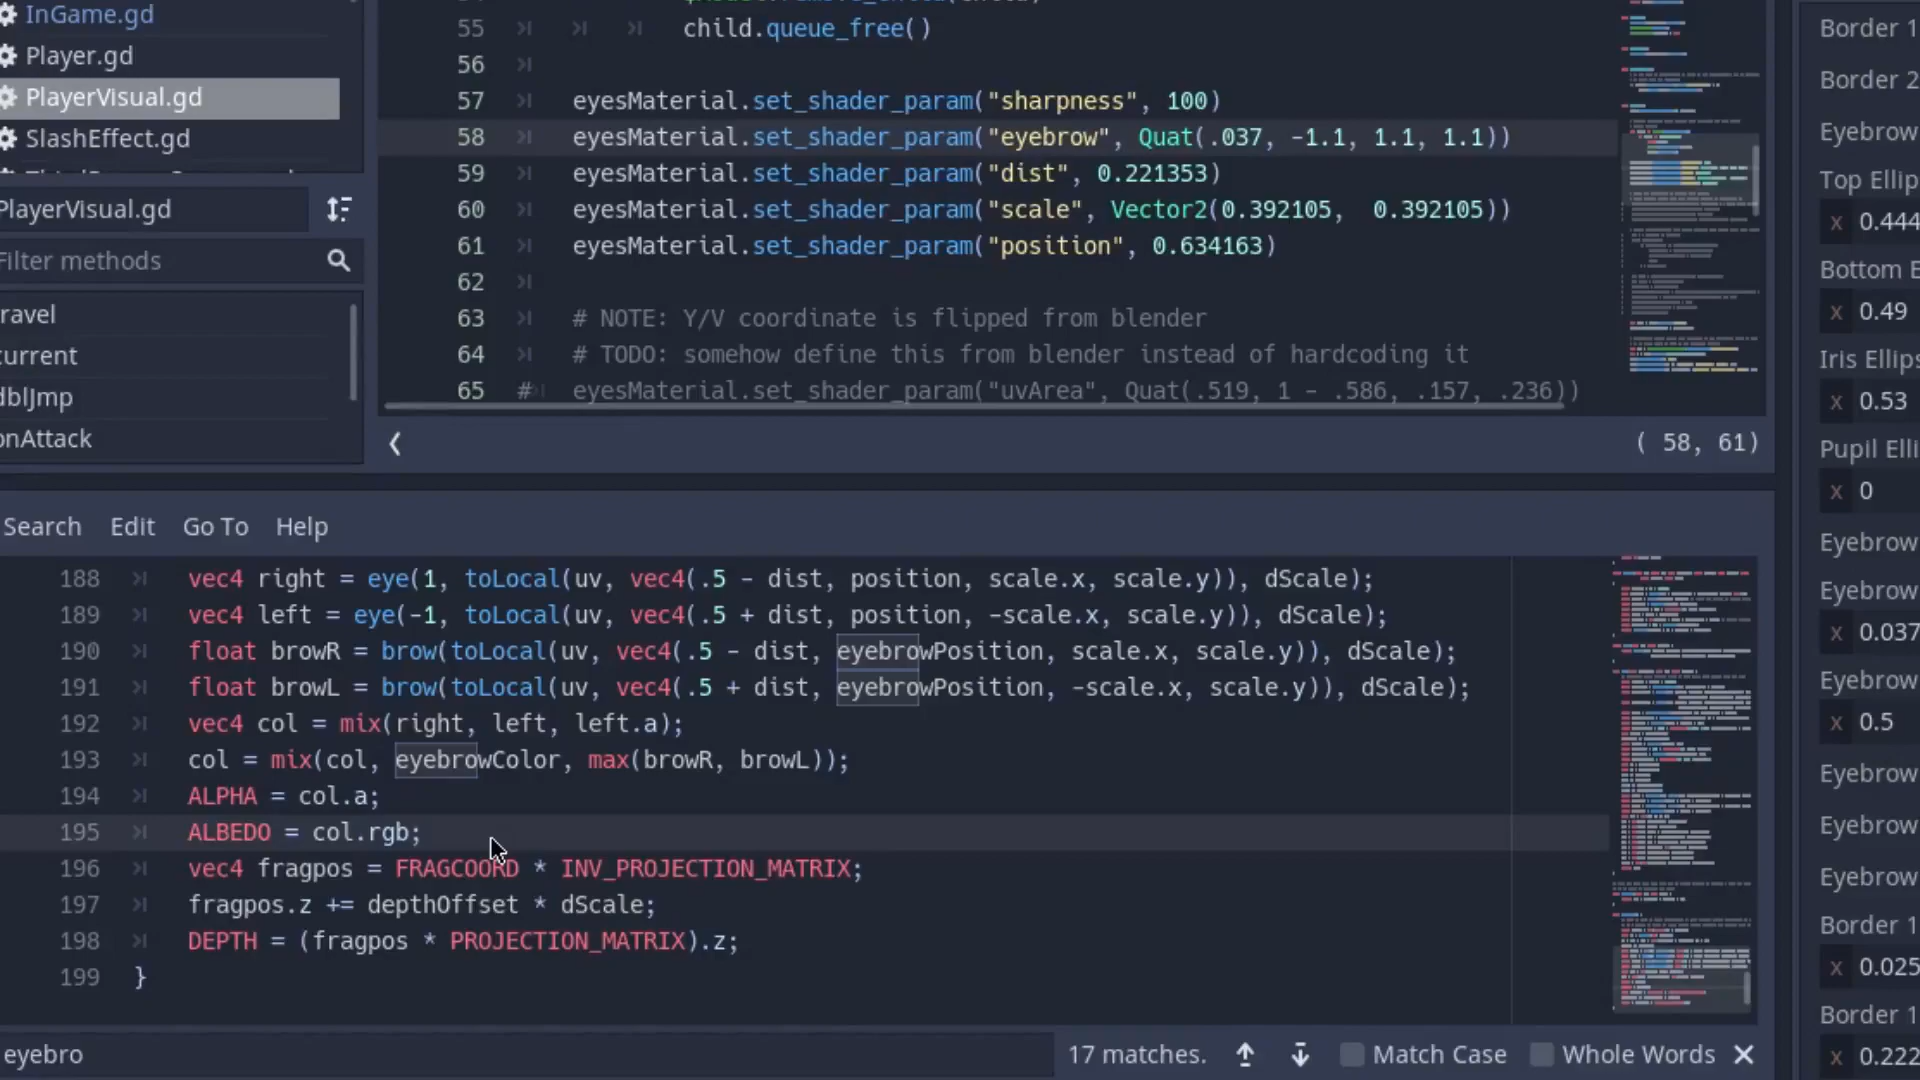 InGame.gd
Player.gd
PlayerVisual.gd
SlashEffect.gd
PlayerVisual.gd
Filter methods
ravel
current
dblJmp
onAttack
55 child.queue_free()
56
57 eyesMaterial.set_shader_param("sharpness", 100)
58 eyesMaterial.set_shader_param("eyebrow", Quat(.037, -1.1, 1.1, 1.1))
59 eyesMaterial.set_shader_param("dist", 0.221353)
60 eyesMaterial.set_shader_param("scale", Vector2(0.392105,  0.392105))
61 eyesMaterial.set_shader_param("position", 0.634163)
62
63 # NOTE: Y/V coordinate is flipped from blender
64 # TODO: somehow define this from blender instead of hardcoding it
65 # eyesMaterial.set_shader_param("uvArea", Quat(.519, 1 - .586, .157, .236))
( 58, 61)
Search Edit Go To Help
188 vec4 right = eye(1, toLocal(uv, vec4(.5 - dist, position, scale.x, scale.y)), dScale);
189 vec4 left = eye(-1, toLocal(uv, vec4(.5 + dist, position, -scale.x, scale.y)), dScale);
190 float browR = brow(toLocal(uv, vec4(.5 - dist, eyebrowPosition, scale.x, scale.y)), dScale);
191 float browL = brow(toLocal(uv, vec4(.5 + dist, eyebrowPosition, -scale.x, scale.y)), dScale);
192 vec4 col = mix(right, left, left.a);
193 col = mix(col, eyebrowColor, max(browR, browL));
194 ALPHA = col.a;
195 ALBEDO = col.rgb;
196 vec4 fragpos = FRAGCOORD * INV_PROJECTION_MATRIX;
197 fragpos.z += depthOffset * dScale;
198 DEPTH = (fragpos * PROJECTION_MATRIX).z;
199 }
eyebro 17 matches. Match Case Whole Words
Border 1
Border 2
Eyebrow
Top Ellip
x 0.444
Bottom E
x 0.49
Iris Ellips
x 0.53
Pupil Elli
x 0
Eyebrow
Eyebrow
x 0.037
Eyebrow
x 0.5
Eyebrow
Eyebrow
Eyebrow
Border 1
x 0.025
Border 1
x 0.222